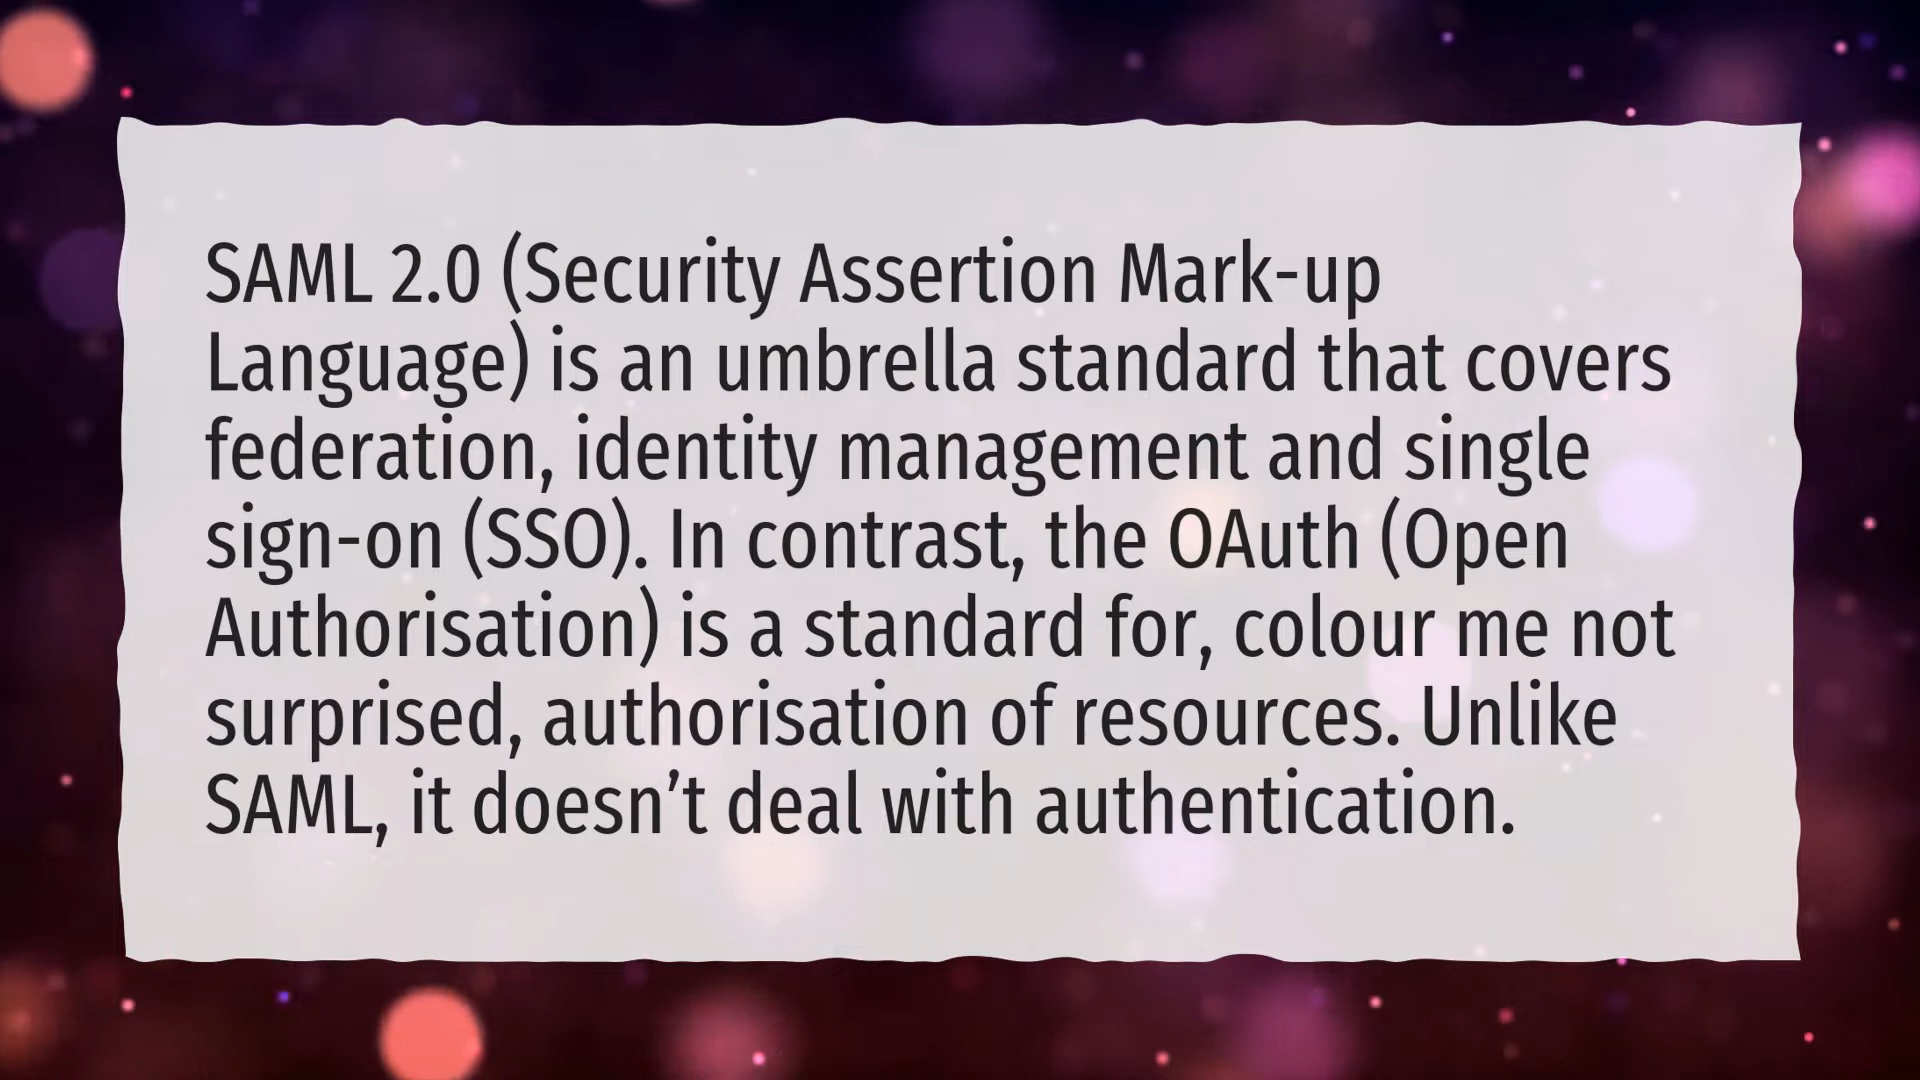 SAML 2.0 (Security Assertion Mark-up
Language) is an umbrella standard that covers
federation, identity management and single
sign-on (SSO). In contrast, the OAuth (Open
Authorisation) is a standard for, colour me not
surprised, authorisation of resources. Unlike
SAML, it doesn’t deal with authentication.